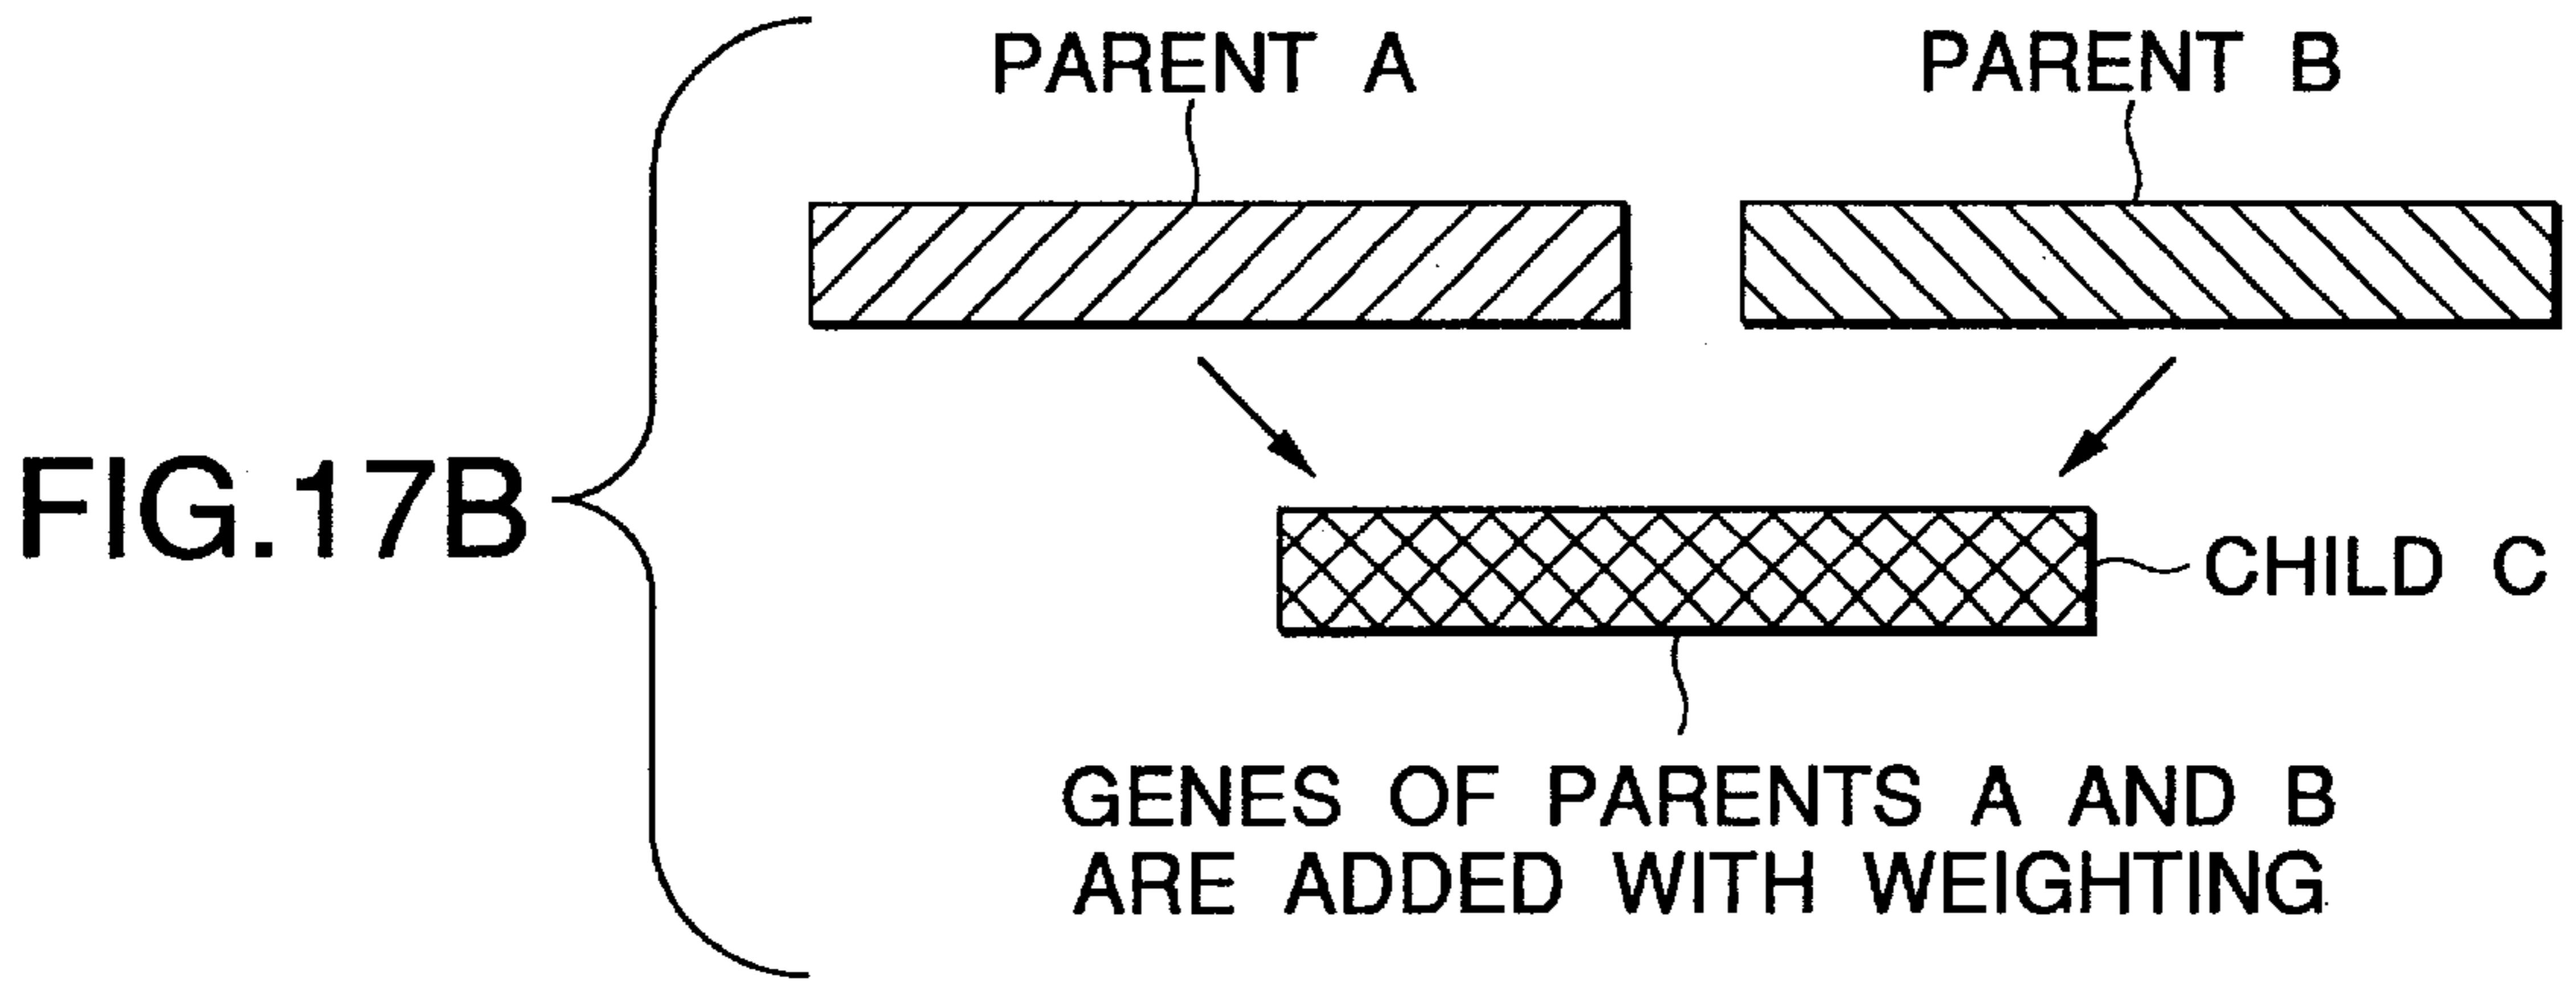 PARENT A
PARENT B
FIG.17B
CHILD C
GENES OF PARENTS A AND B
ARE ADDED WITH WEIGHTING